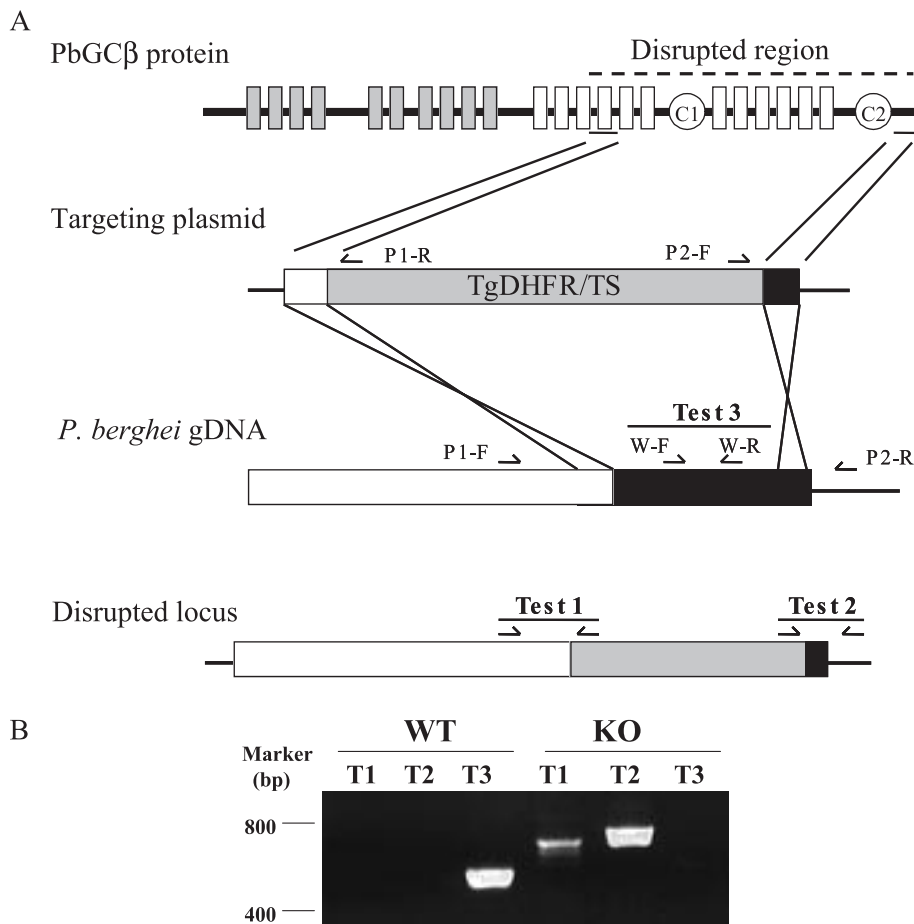 A
PbGCβ protein
Disrupted region
C1
C2
Targeting plasmid
P1-R
P2-F
TgDHFR/TS
Test 3
P. berghei gDNA
P1-F
W-F
W-R
P2-R
Disrupted locus
Test 1
Test 2
B
WT
KO
Marker
(bp)
T1
T2
T3
T1
T2
T3
800
400